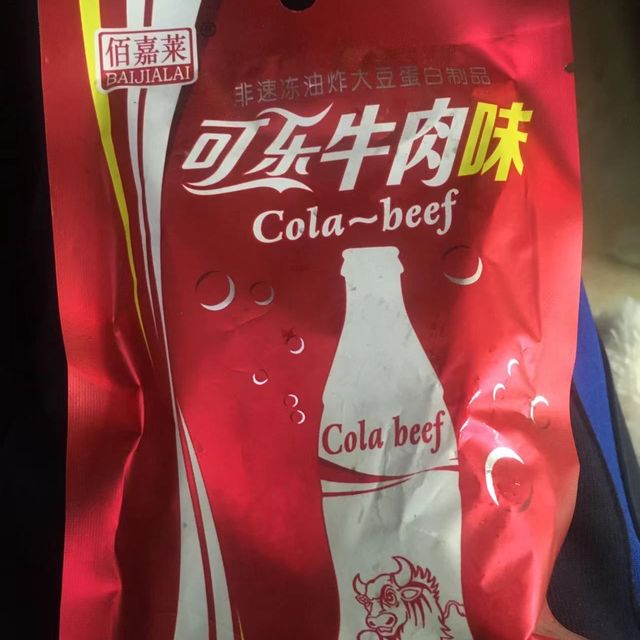 佰嘉莱
BAIJIALAI
®
非速冻油炸大豆蛋白制品
可乐牛肉味
Cola~beef
Cola beef